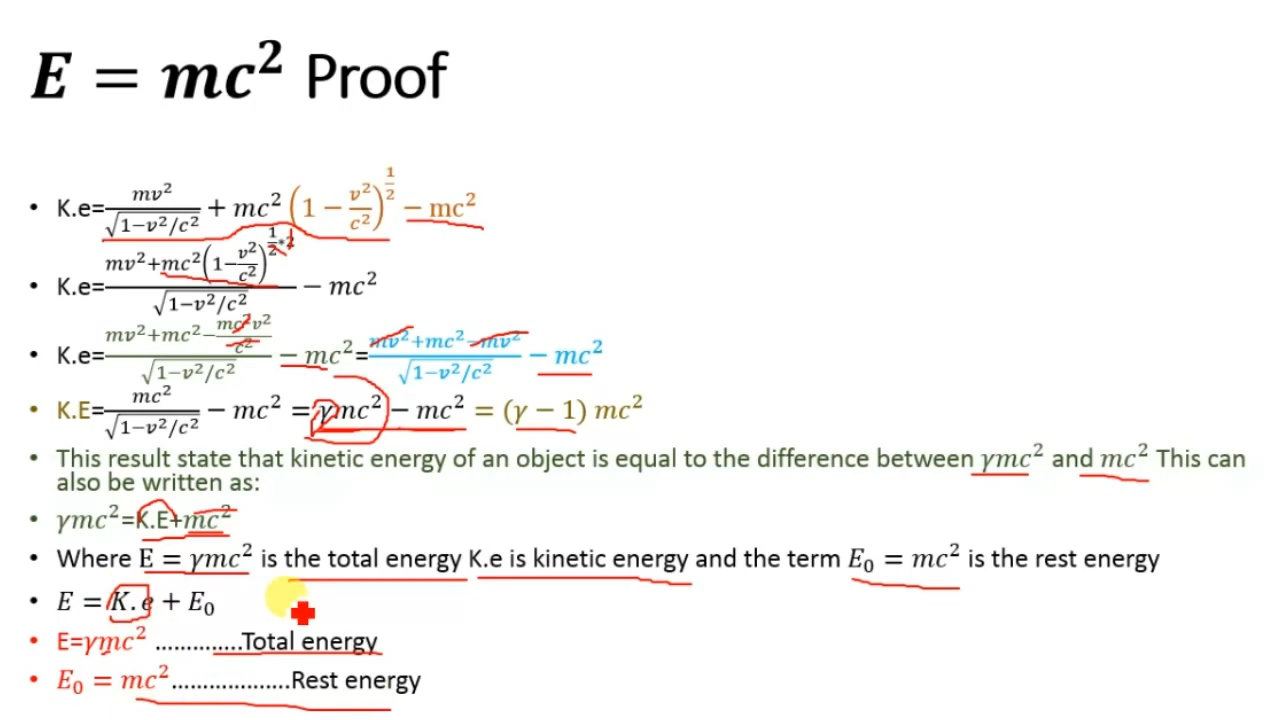 E = mc² Proof
• K.e=mv²/√(1−v²/c²) + mc²(1 − v²/c²)^(1/2) − mc²
• K.e=(mv²+mc²(1−v²/c²)^(1/2*2))/√(1−v²/c²) − mc²
• K.e=(mv²+mc²−mc²v²/c²)/√(1−v²/c²) − mc²=(mv²+mc²−mv²)/√(1−v²/c²) − mc²
• K.E=mc²/√(1−v²/c²) − mc² = γmc² − mc² = (γ − 1) mc²
• This result state that kinetic energy of an object is equal to the difference between γmc² and mc² This can
also be written as:
• γmc²=K.E+mc²
• Where E = γmc² is the total energy K.e is kinetic energy and the term E₀ = mc² is the rest energy
• E = K.e + E₀
• E=γmc² ..............Total energy
• E₀ = mc²...................Rest energy